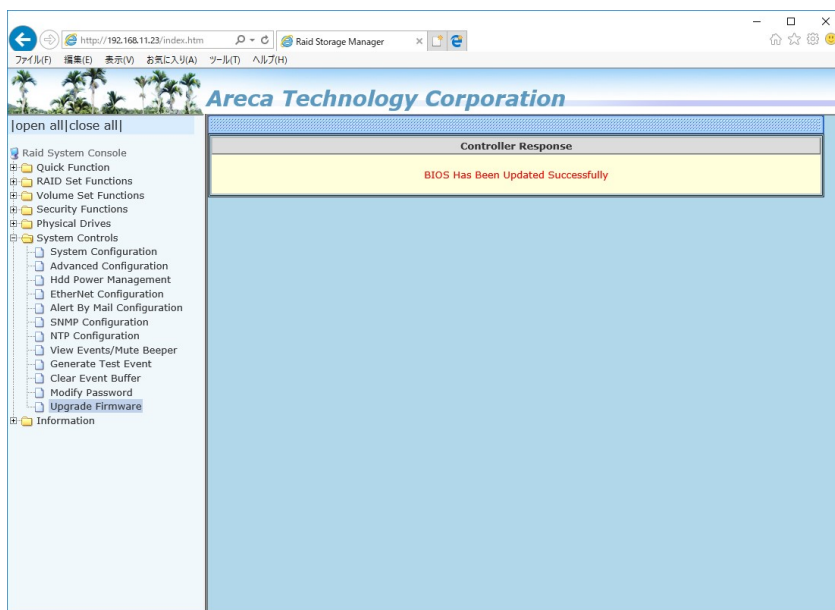 http://192.168.11.23/index.htm
Raid Storage Manager
ファイル(F) 編集(E) 表示(V) お気に入り(A) ツール(T) ヘルプ(H)
Areca Technology Corporation
|open all|close all|
Raid System Console
Quick Function
RAID Set Functions
Volume Set Functions
Security Functions
Physical Drives
System Controls
System Configuration
Advanced Configuration
Hdd Power Management
EtherNet Configuration
Alert By Mail Configuration
SNMP Configuration
NTP Configuration
View Events/Mute Beeper
Generate Test Event
Clear Event Buffer
Modify Password
Upgrade Firmware
Information
Controller Response
BIOS Has Been Updated Successfully